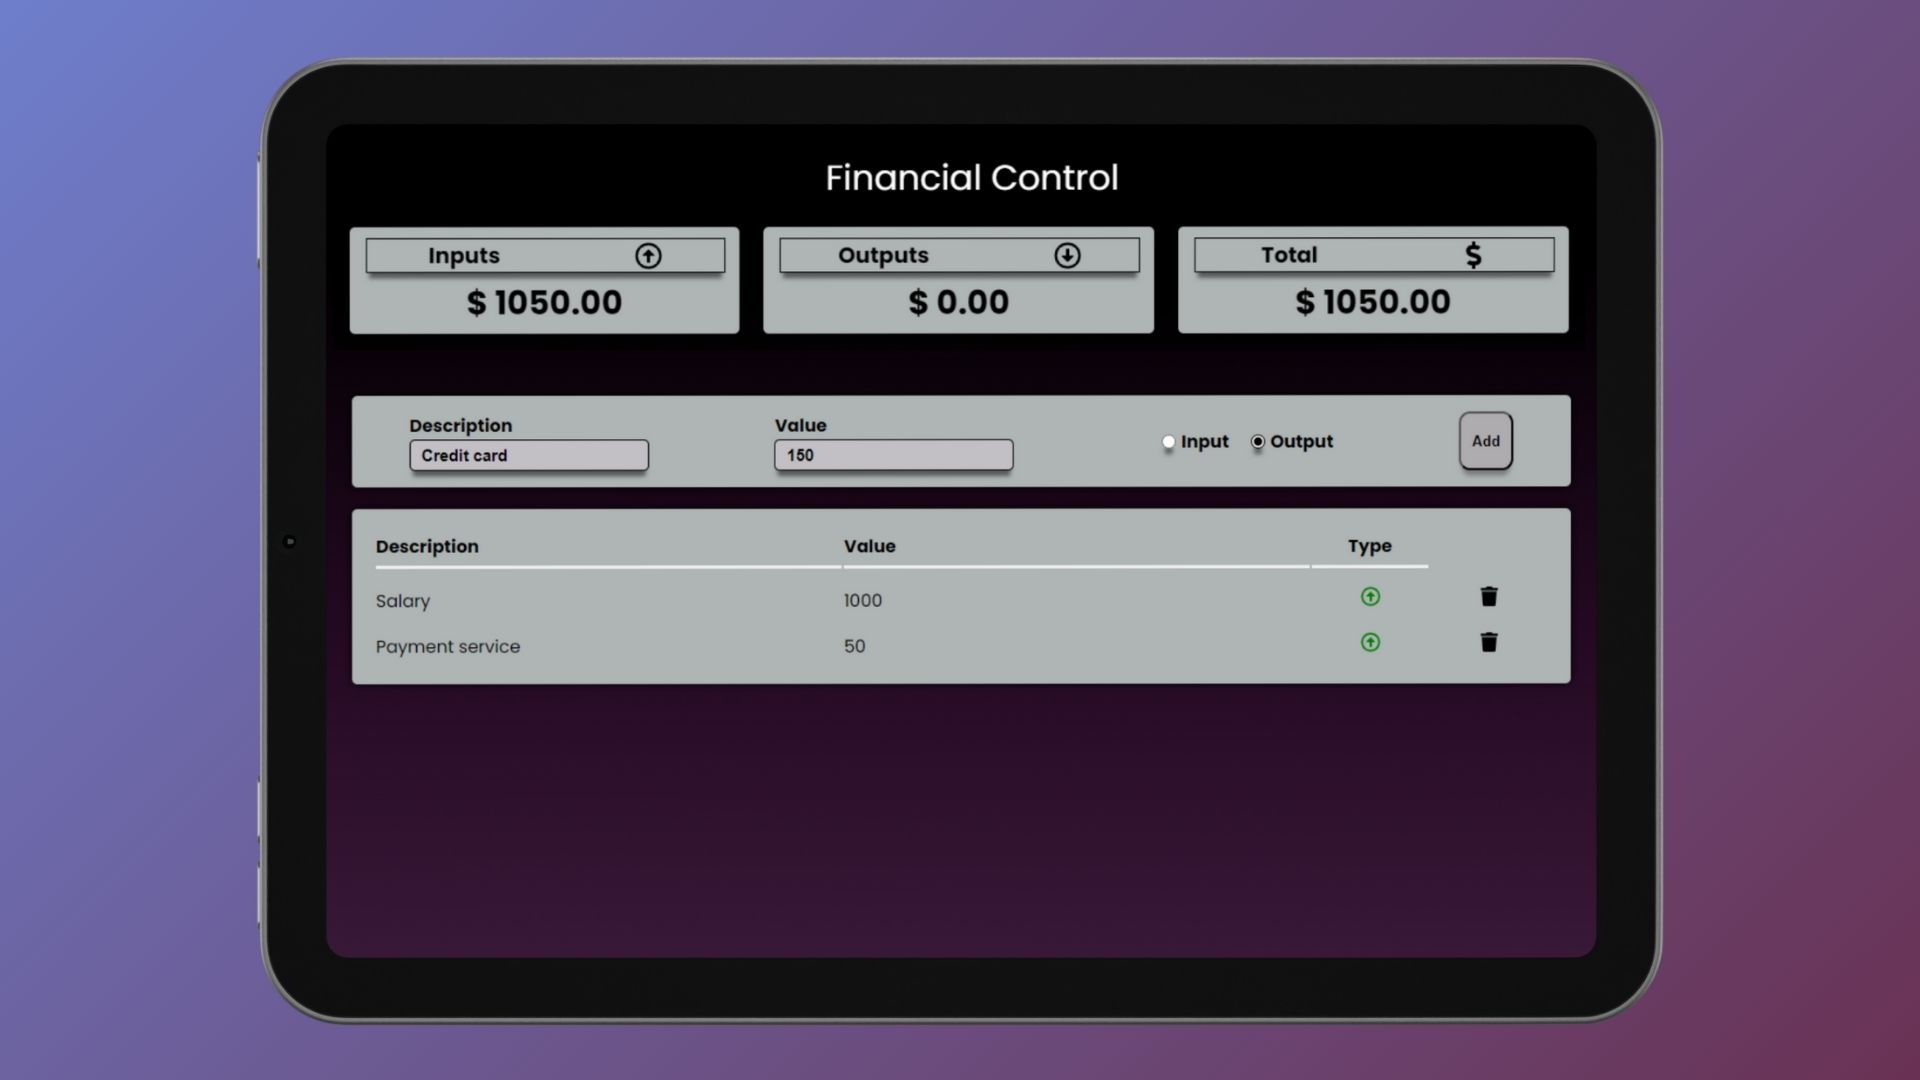 Financial Control
Inputs
$ 1050.00
Outputs
$ 0.00
Total $
$ 1050.00
Description
Credit card
Value
150
Input
Output
Add
Description Value Type
Salary 1000
Payment service 50